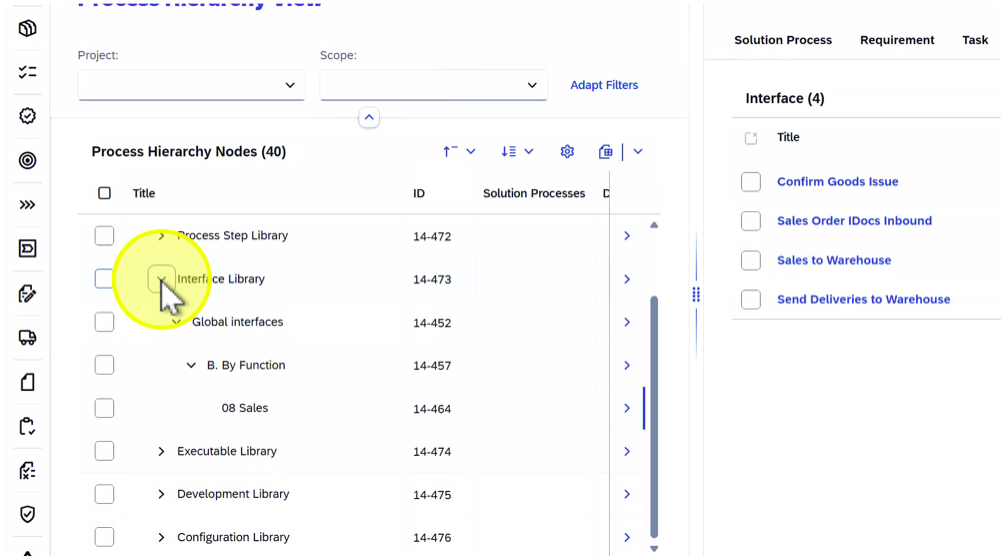 Process Hierarchy View
Project:
Scope:
Adapt Filters
Process Hierarchy Nodes (40)
Title ID Solution Processes D
Process Step Library 14-472
Interface Library 14-473
Global interfaces 14-452
B. By Function 14-457
08 Sales 14-464
Executable Library 14-474
Development Library 14-475
Configuration Library 14-476
Solution Process Requirement Task
Interface (4)
Title
Confirm Goods Issue
Sales Order IDocs Inbound
Sales to Warehouse
Send Deliveries to Warehouse